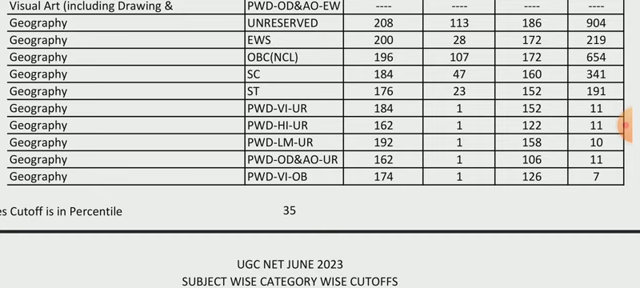 Visual Art (including Drawing & PWD-OD&AO-EW ---- ---- ---- ----
Geography UNRESERVED 208 113 186 904
Geography EWS 200 28 172 219
Geography OBC(NCL) 196 107 172 654
Geography SC 184 47 160 341
Geography ST 176 23 152 191
Geography PWD-VI-UR 184 1 152 11
Geography PWD-HI-UR 162 1 122 11
Geography PWD-LM-UR 192 1 158 10
Geography PWD-OD&AO-UR 162 1 106 11
Geography PWD-VI-OB 174 1 126 7
es Cutoff is in Percentile 35
UGC NET JUNE 2023
SUBJECT WISE CATEGORY WISE CUTOFFS